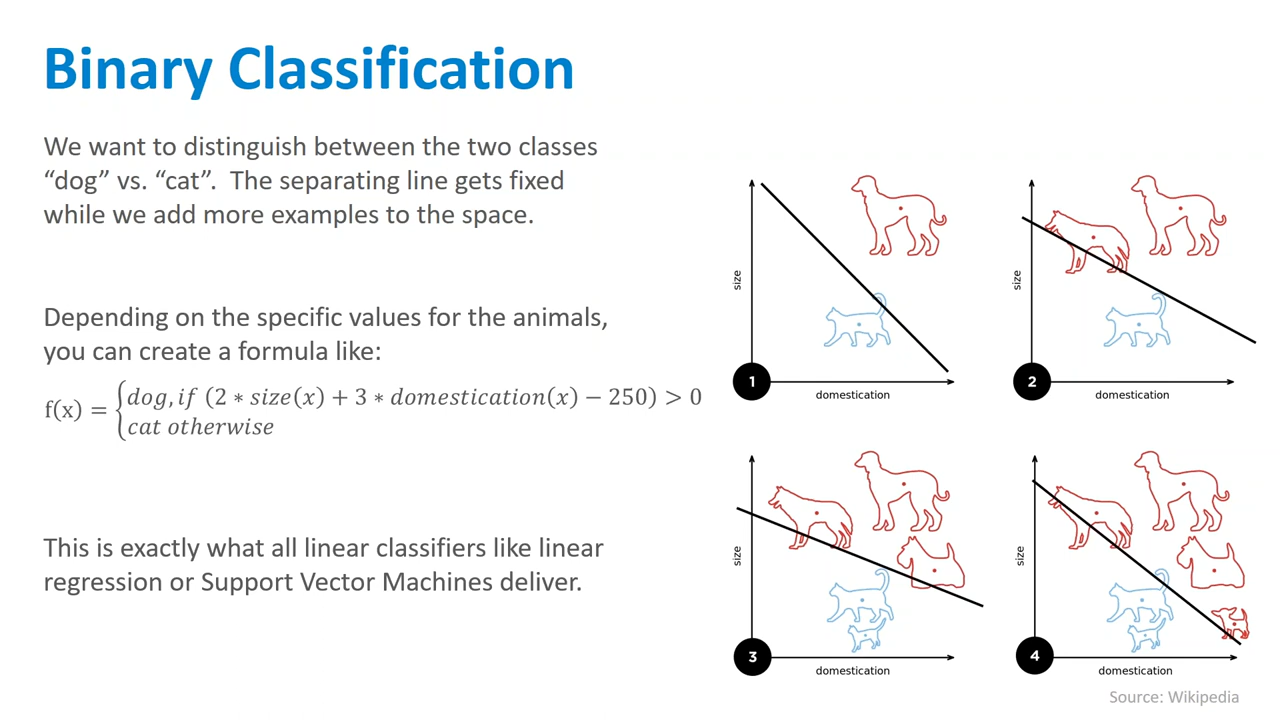 Binary Classification
We want to distinguish between the two classes
“dog” vs. “cat”.  The separating line gets fixed
while we add more examples to the space.
Depending on the specific values for the animals,
you can create a formula like:
f(x) = {dog, if (2 ∗ size(x) + 3 ∗ domestication(x) − 250) > 0
{cat otherwise
This is exactly what all linear classifiers like linear
regression or Support Vector Machines deliver.
size
1
domestication
size
2
domestication
size
3
domestication
size
4
domestication
Source: Wikipedia